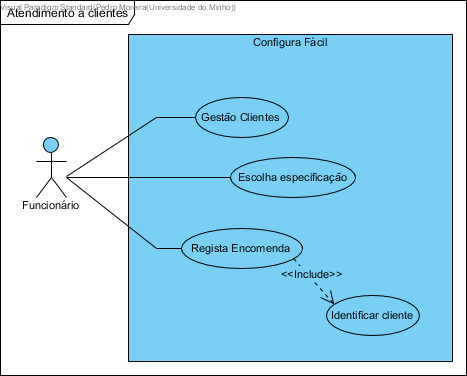 Visual Paradigm Standard(Pedro Moreira(Universidade do Minho))
Atendimento a clientes
Configura Fácil
Gestão Clientes
Escolha especificação
Funcionário
Regista Encomenda
<<Include>>
Identificar cliente